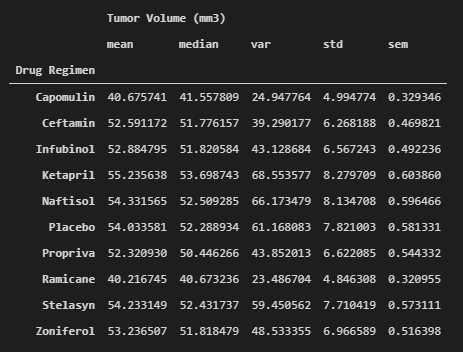 Tumor Volume (mm3)
mean median var std sem
Drug Regimen
Capomulin 40.675741 41.557809 24.947764 4.994774 0.329346
Ceftamin 52.591172 51.776157 39.290177 6.268188 0.469821
Infubinol 52.884795 51.820584 43.128684 6.567243 0.492236
Ketapril 55.235638 53.698743 68.553577 8.279709 0.603860
Naftisol 54.331565 52.509285 66.173479 8.134708 0.596466
Placebo 54.033581 52.288934 61.168083 7.821003 0.581331
Propriva 52.320930 50.446266 43.852013 6.622085 0.544332
Ramicane 40.216745 40.673236 23.486704 4.846308 0.320955
Stelasyn 54.233149 52.431737 59.450562 7.710419 0.573111
Zoniferol 53.236507 51.818479 48.533355 6.966589 0.516398